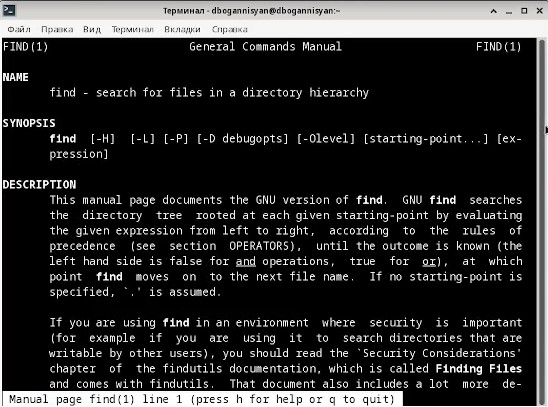 Терминал - dbogannisyan@dbogannisyan:~
Файл Правка Вид Терминал Вкладки Справка
FIND(1) General Commands Manual FIND(1)
NAME
find - search for files in a directory hierarchy
SYNOPSIS
find [-H] [-L] [-P] [-D debugopts] [-Olevel] [starting-point...] [ex-
pression]
DESCRIPTION
This manual page documents the GNU version of find. GNU find searches
the directory tree rooted at each given starting-point by evaluating
the given expression from left to right, according to the rules of
precedence (see section OPERATORS), until the outcome is known (the
left hand side is false for and operations, true for or), at which
point find moves on to the next file name. If no starting-point is
specified, `.' is assumed.
If you are using find in an environment where security is important
(for example if you are using it to search directories that are
writable by other users), you should read the `Security Considerations'
chapter of the findutils documentation, which is called Finding Files
and comes with findutils. That document also includes a lot more de-
Manual page find(1) line 1 (press h for help or q to quit)